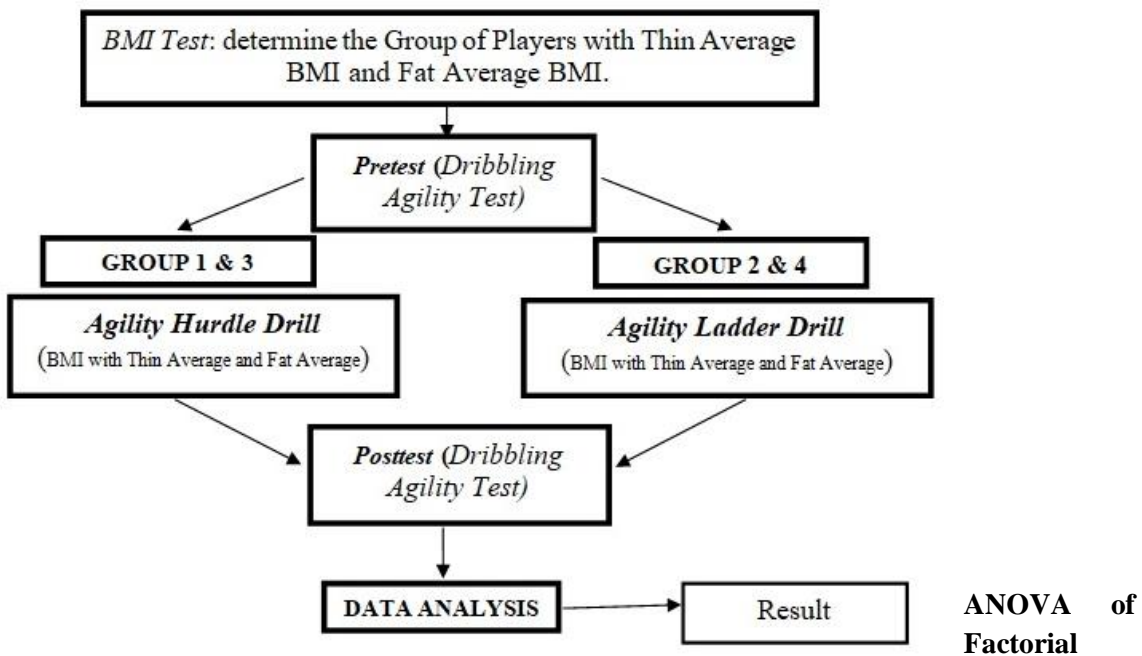 BMI Test: determine the Group of Players with Thin Average
BMI and Fat Average BMI.
Pretest (Dribbling
Agility Test)
GROUP 1 & 3
GROUP 2 & 4
Agility Hurdle Drill
(BMI with Thin Average and Fat Average)
Agility Ladder Drill
(BMI with Thin Average and Fat Average)
Posttest (Dribbling
Agility Test)
DATA ANALYSIS
Result
ANOVA of
Factorial